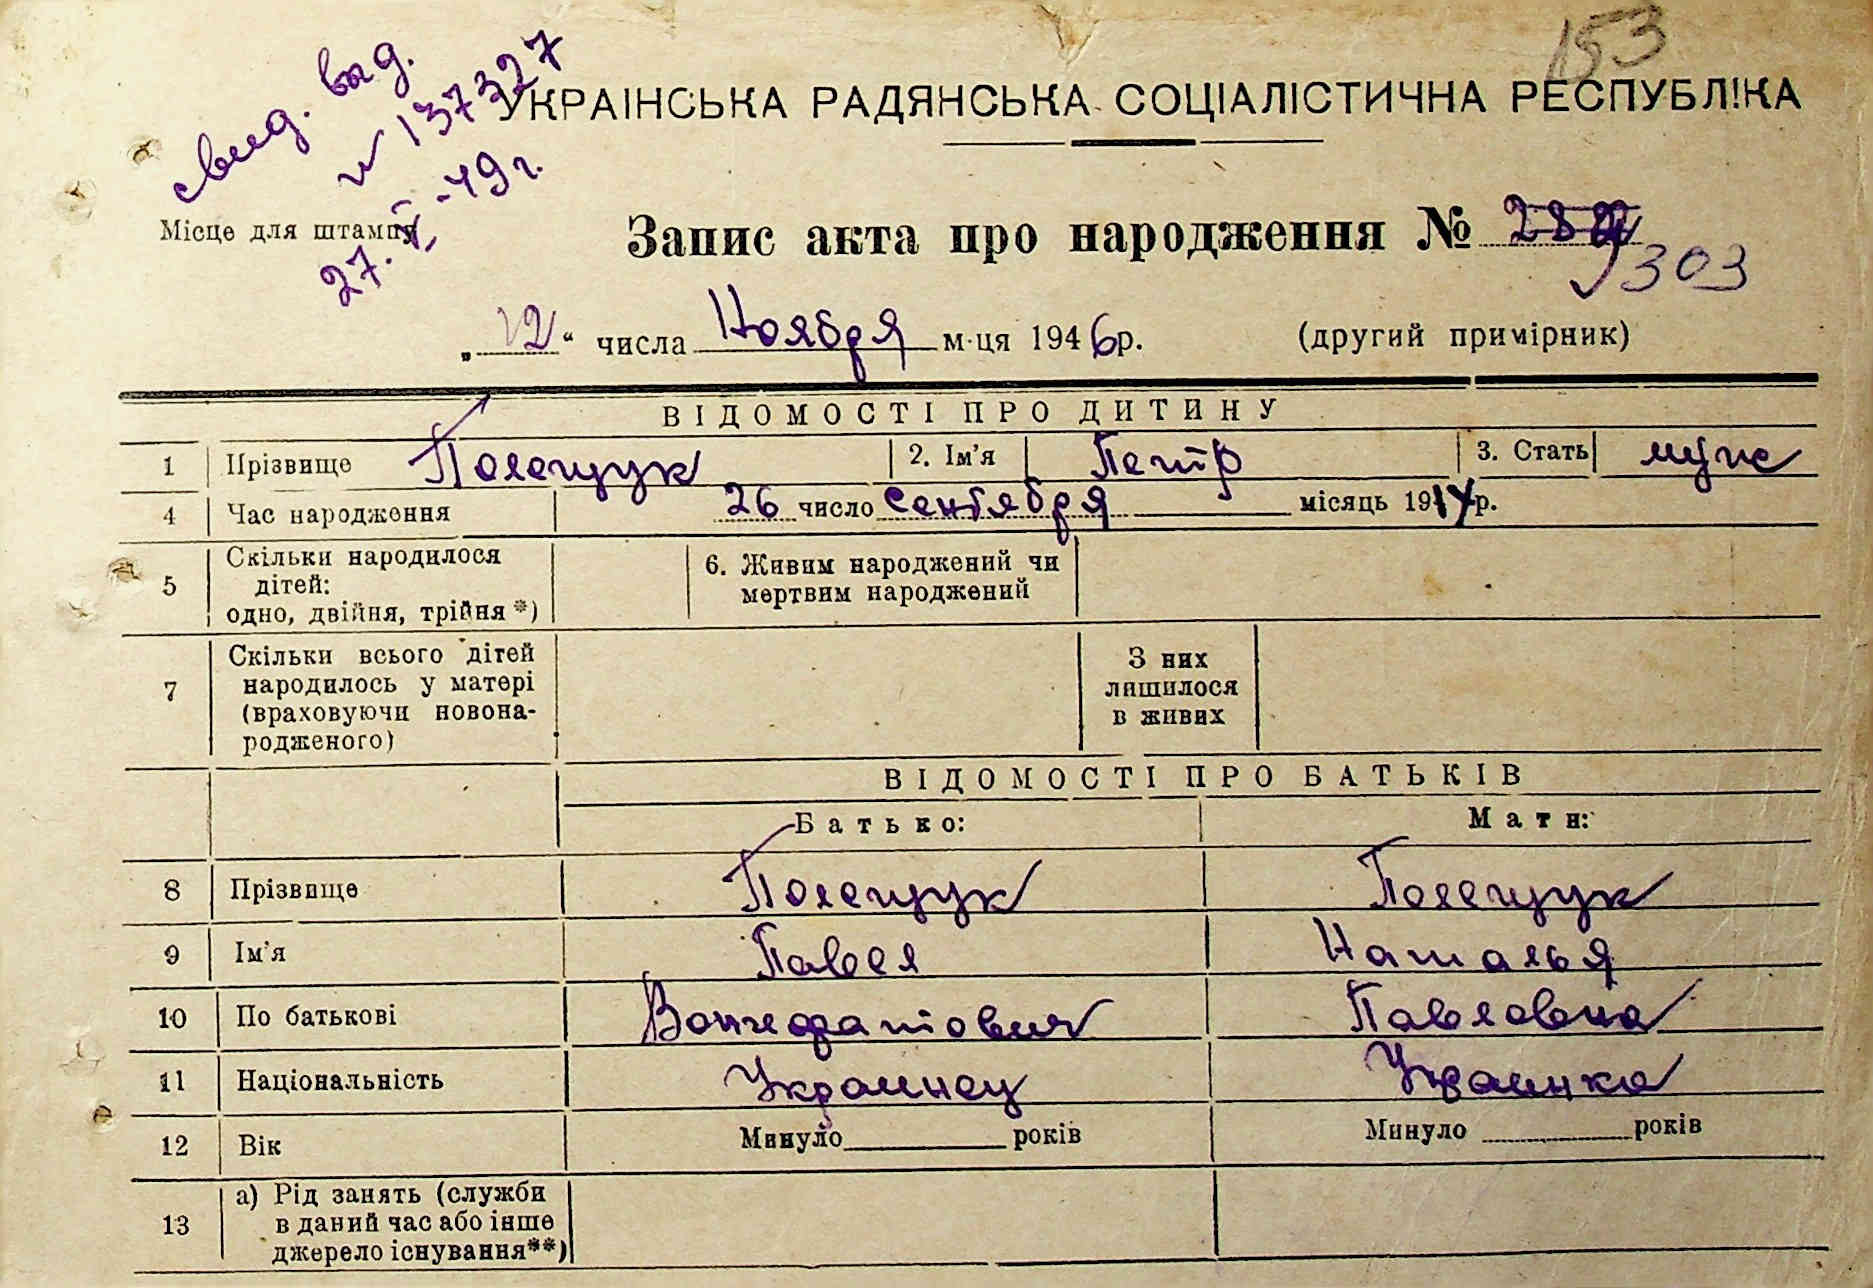 153
свид. выд.
№ 137327
27. -49 г.
УКРАІНСЬКА РАДЯНСЬКА СОЦІАЛІСТИЧНА РЕСПУБЛІКА
Місце для штампу
Запис акта про народження № 303
„12“ числа Ноября м-ця 1946 р. (другий примірник)
ВІДОМОСТІ ПРО ДИТИНУ
1 Прізвище Полещук 2. Ім'я Петр 3. Стать муж
4 Час народження 26 число сентября місяць 1914 р.
5 Скільки народилося дітей: одно, двійня, трійня *)
6. Живим народжений чи мертвим народжений
7 Скільки всього дітей народилось у матері (враховуючи новонародженого)
З них лишилося в живих
ВІДОМОСТІ ПРО БАТЬКІВ
Батько: Мати:
8 Прізвище Полещук Полещук
9 Ім'я Павел Наталья
10 По батькові Вонифатович Павловна
11 Національність Украинец Украинка
12 Вік Минуло років Минуло років
13 а) Рід занять (служби в даний час або інше джерело існування**)